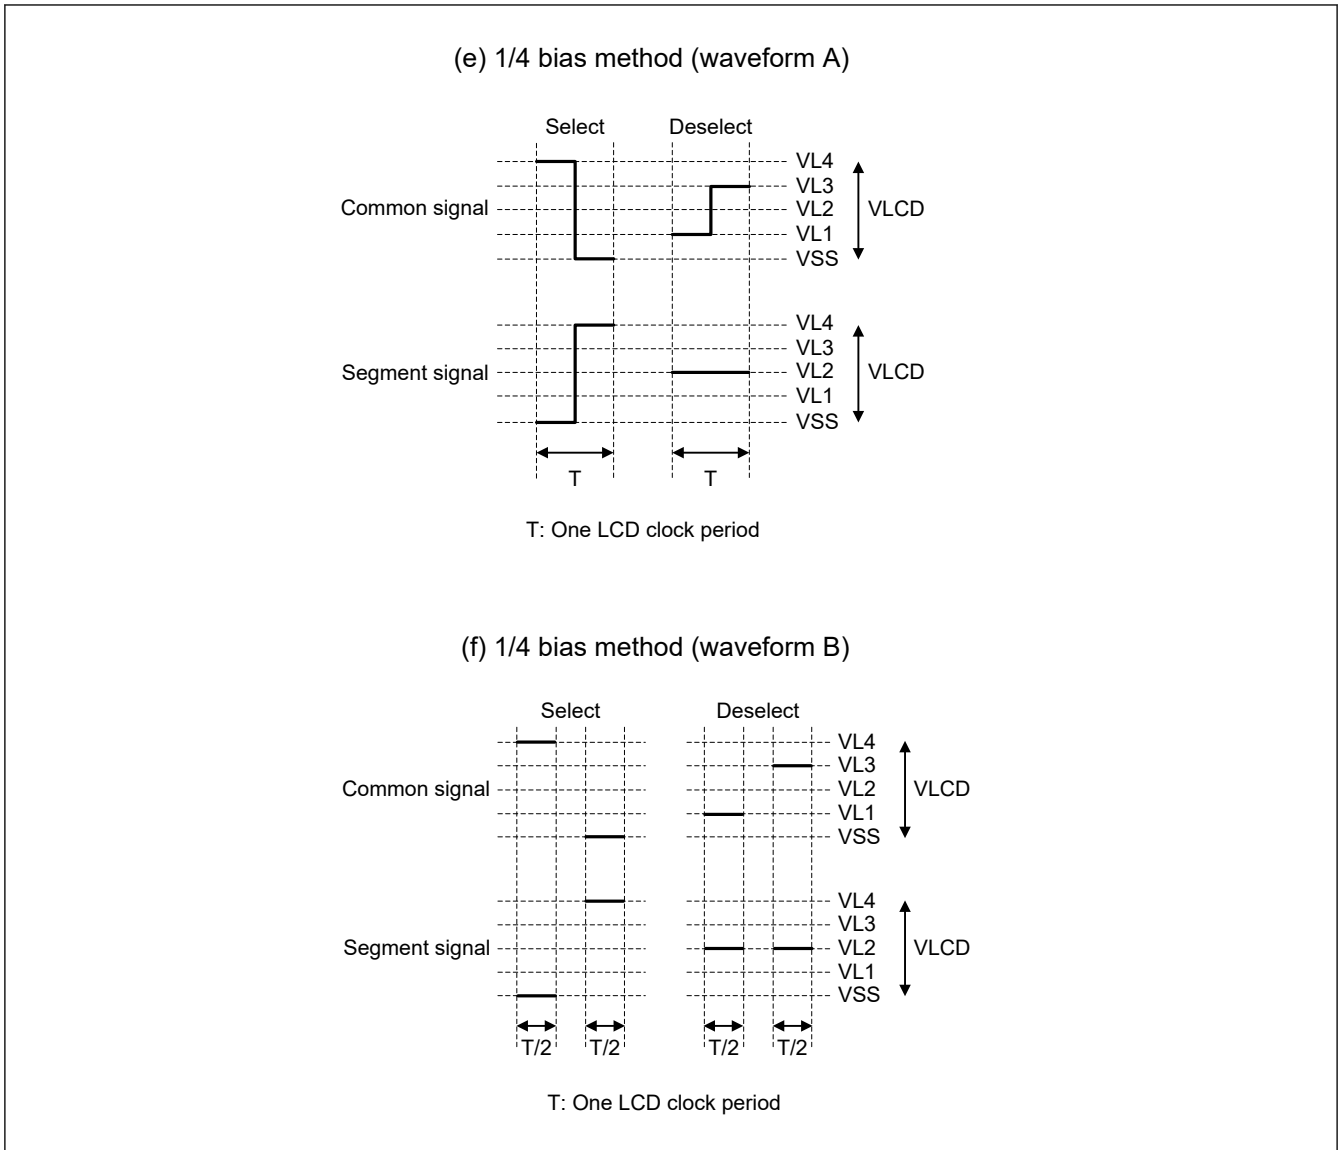 (e) 1/4 bias method (waveform A)
Select Deselect
VL4
VL3
Common signal VL2 VLCD
VL1
VSS
VL4
VL3
Segment signal VL2 VLCD
VL1
VSS
T T
T: One LCD clock period
(f) 1/4 bias method (waveform B)
Select Deselect
VL4
VL3
Common signal VL2 VLCD
VL1
VSS
VL4
VL3
Segment signal VL2 VLCD
VL1
VSS
T/2 T/2 T/2 T/2
T: One LCD clock period